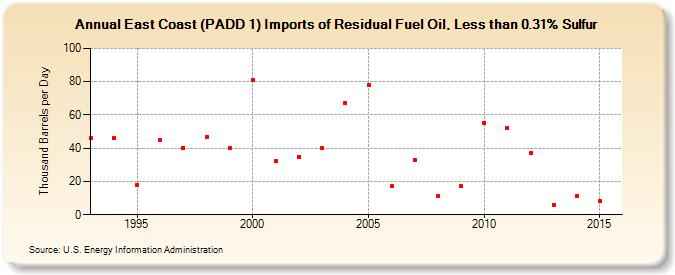 Annual East Coast (PADD 1) Imports of Residual Fuel Oil, Less than 0.31% Sulfur
Thousand Barrels per Day
100
80
60
40
20
0
1995 2000 2005 2010 2015
Source: U.S. Energy Information Administration